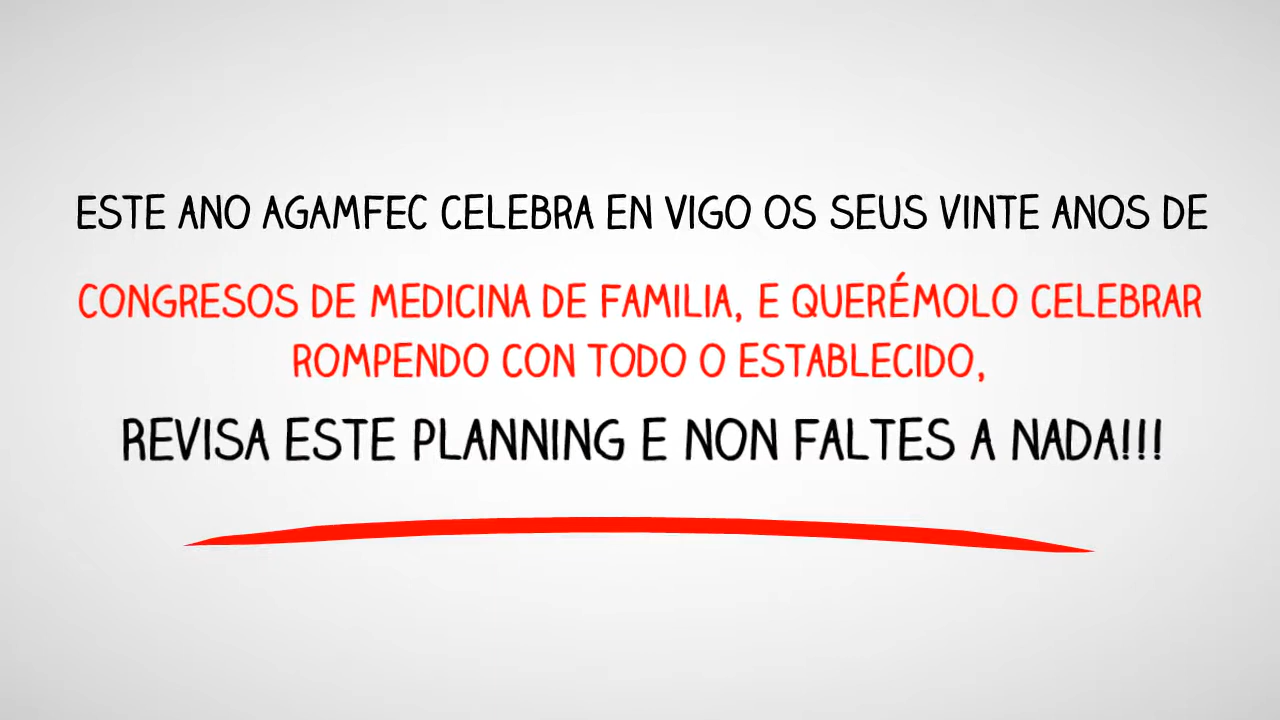 ESTE ANO AGAMFEC CELEBRA EN VIGO OS SEUS VINTE ANOS DE
CONGRESOS DE MEDICINA DE FAMILIA, E QUERÉMOLO CELEBRAR
ROMPENDO CON TODO O ESTABLECIDO,
REVISA ESTE PLANNING E NON FALTES A NADA!!!